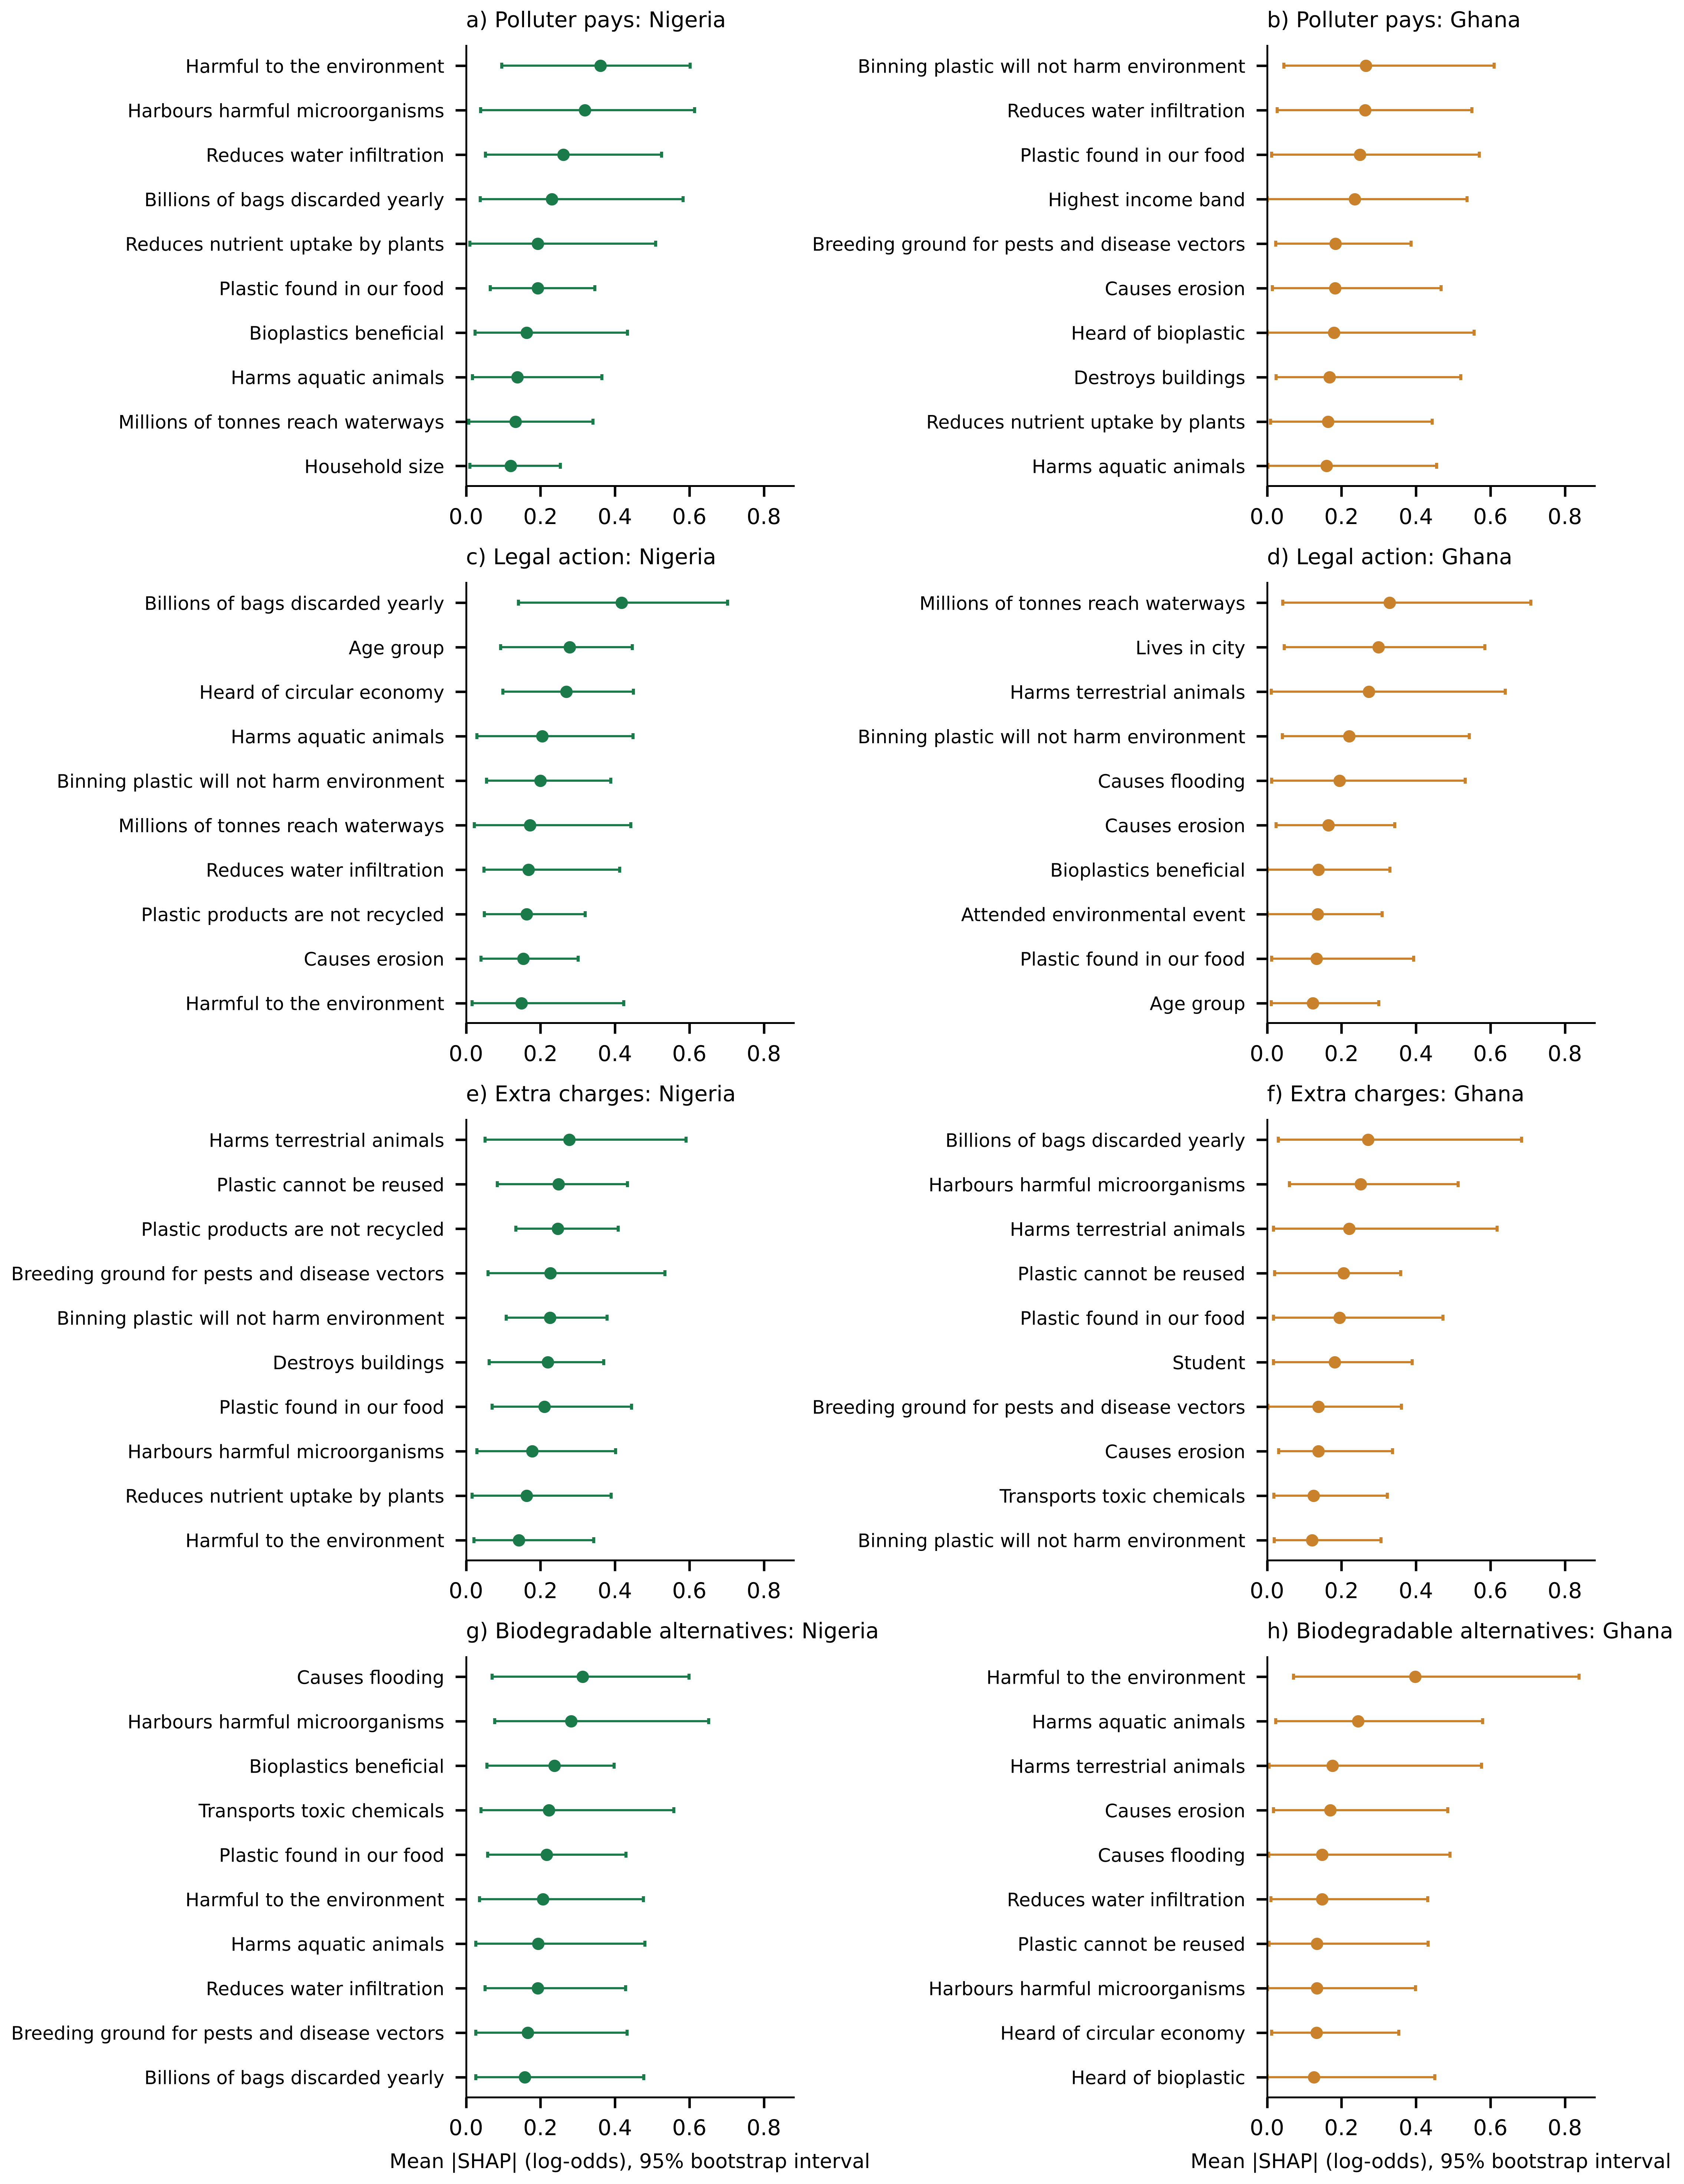 a) Polluter pays: Nigeria
Harmful to the environment
Harbours harmful microorganisms
Reduces water infiltration
Billions of bags discarded yearly
Reduces nutrient uptake by plants
Plastic found in our food
Bioplastics beneficial
Harms aquatic animals
Millions of tonnes reach waterways
Household size
0.0 0.2 0.4 0.6 0.8
b) Polluter pays: Ghana
Binning plastic will not harm environment
Reduces water infiltration
Plastic found in our food
Highest income band
Breeding ground for pests and disease vectors
Causes erosion
Heard of bioplastic
Destroys buildings
Reduces nutrient uptake by plants
Harms aquatic animals
0.0 0.2 0.4 0.6 0.8
c) Legal action: Nigeria
Billions of bags discarded yearly
Age group
Heard of circular economy
Harms aquatic animals
Binning plastic will not harm environment
Millions of tonnes reach waterways
Reduces water infiltration
Plastic products are not recycled
Causes erosion
Harmful to the environment
0.0 0.2 0.4 0.6 0.8
d) Legal action: Ghana
Millions of tonnes reach waterways
Lives in city
Harms terrestrial animals
Binning plastic will not harm environment
Causes flooding
Causes erosion
Bioplastics beneficial
Attended environmental event
Plastic found in our food
Age group
0.0 0.2 0.4 0.6 0.8
e) Extra charges: Nigeria
Harms terrestrial animals
Plastic cannot be reused
Plastic products are not recycled
Breeding ground for pests and disease vectors
Binning plastic will not harm environment
Destroys buildings
Plastic found in our food
Harbours harmful microorganisms
Reduces nutrient uptake by plants
Harmful to the environment
0.0 0.2 0.4 0.6 0.8
f) Extra charges: Ghana
Billions of bags discarded yearly
Harbours harmful microorganisms
Harms terrestrial animals
Plastic cannot be reused
Plastic found in our food
Student
Breeding ground for pests and disease vectors
Causes erosion
Transports toxic chemicals
Binning plastic will not harm environment
0.0 0.2 0.4 0.6 0.8
g) Biodegradable alternatives: Nigeria
Causes flooding
Harbours harmful microorganisms
Bioplastics beneficial
Transports toxic chemicals
Plastic found in our food
Harmful to the environment
Harms aquatic animals
Reduces water infiltration
Breeding ground for pests and disease vectors
Billions of bags discarded yearly
0.0 0.2 0.4 0.6 0.8
Mean |SHAP| (log-odds), 95% bootstrap interval
h) Biodegradable alternatives: Ghana
Harmful to the environment
Harms aquatic animals
Harms terrestrial animals
Causes erosion
Causes flooding
Reduces water infiltration
Plastic cannot be reused
Harbours harmful microorganisms
Heard of circular economy
Heard of bioplastic
0.0 0.2 0.4 0.6 0.8
Mean |SHAP| (log-odds), 95% bootstrap interval